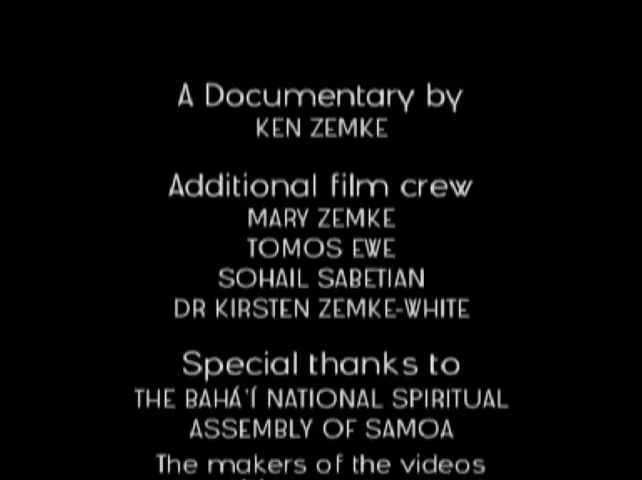 A Documentary by
KEN ZEMKE
Additional film crew
MARY ZEMKE
TOMOS EWE
SOHAIL SABETIAN
DR KIRSTEN ZEMKE-WHITE
Special thanks to
THE BAHÁ'Í NATIONAL SPIRITUAL
ASSEMBLY OF SAMOA
The makers of the videos